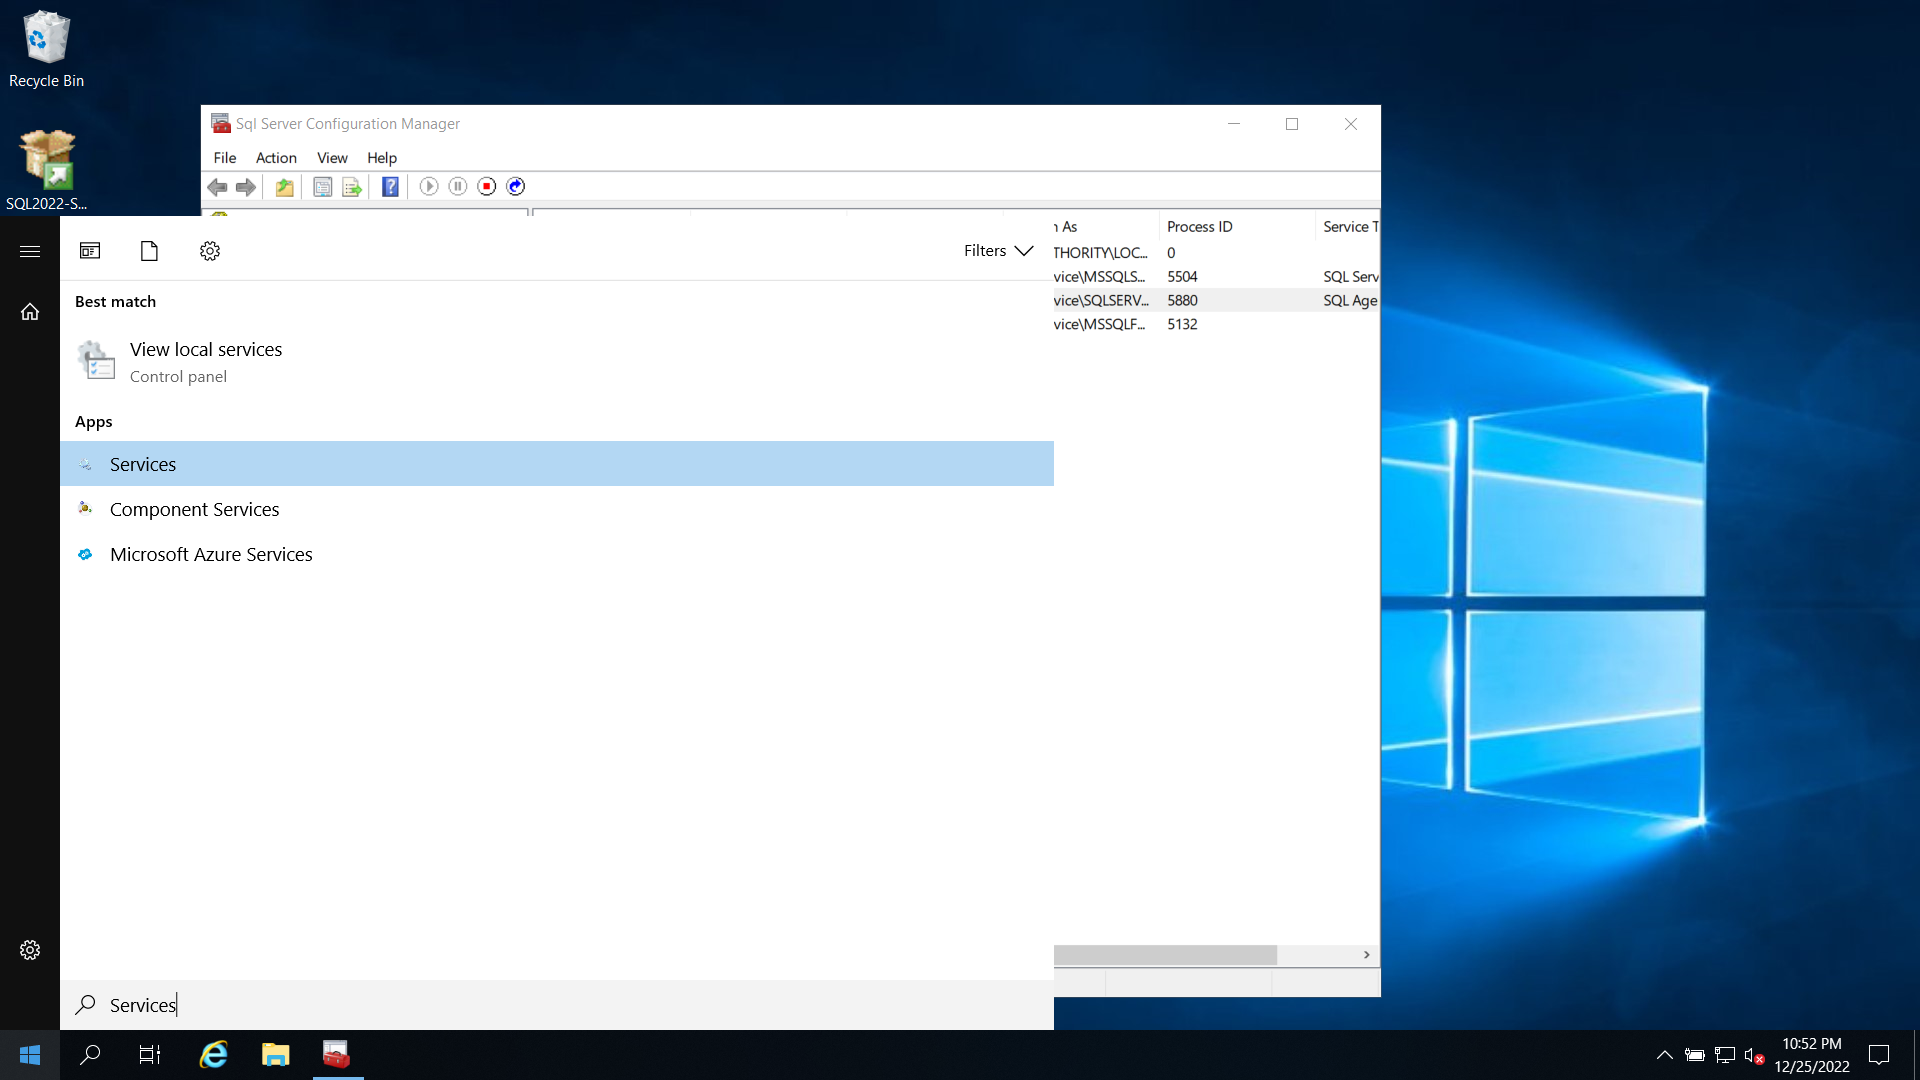 Recycle Bin
SQL2022-S...
Sql Server Configuration Manager
File Action View Help
Filters
Best match
View local services
Control panel
Apps
Services
Component Services
Microsoft Azure Services
Services
As Process ID Service T
THORITY\LOC... 0
vice\MSSQLS... 5504 SQL Serv
vice\SQLSERV... 5880 SQL Age
vice\MSSQLF... 5132
10:52 PM
12/25/2022